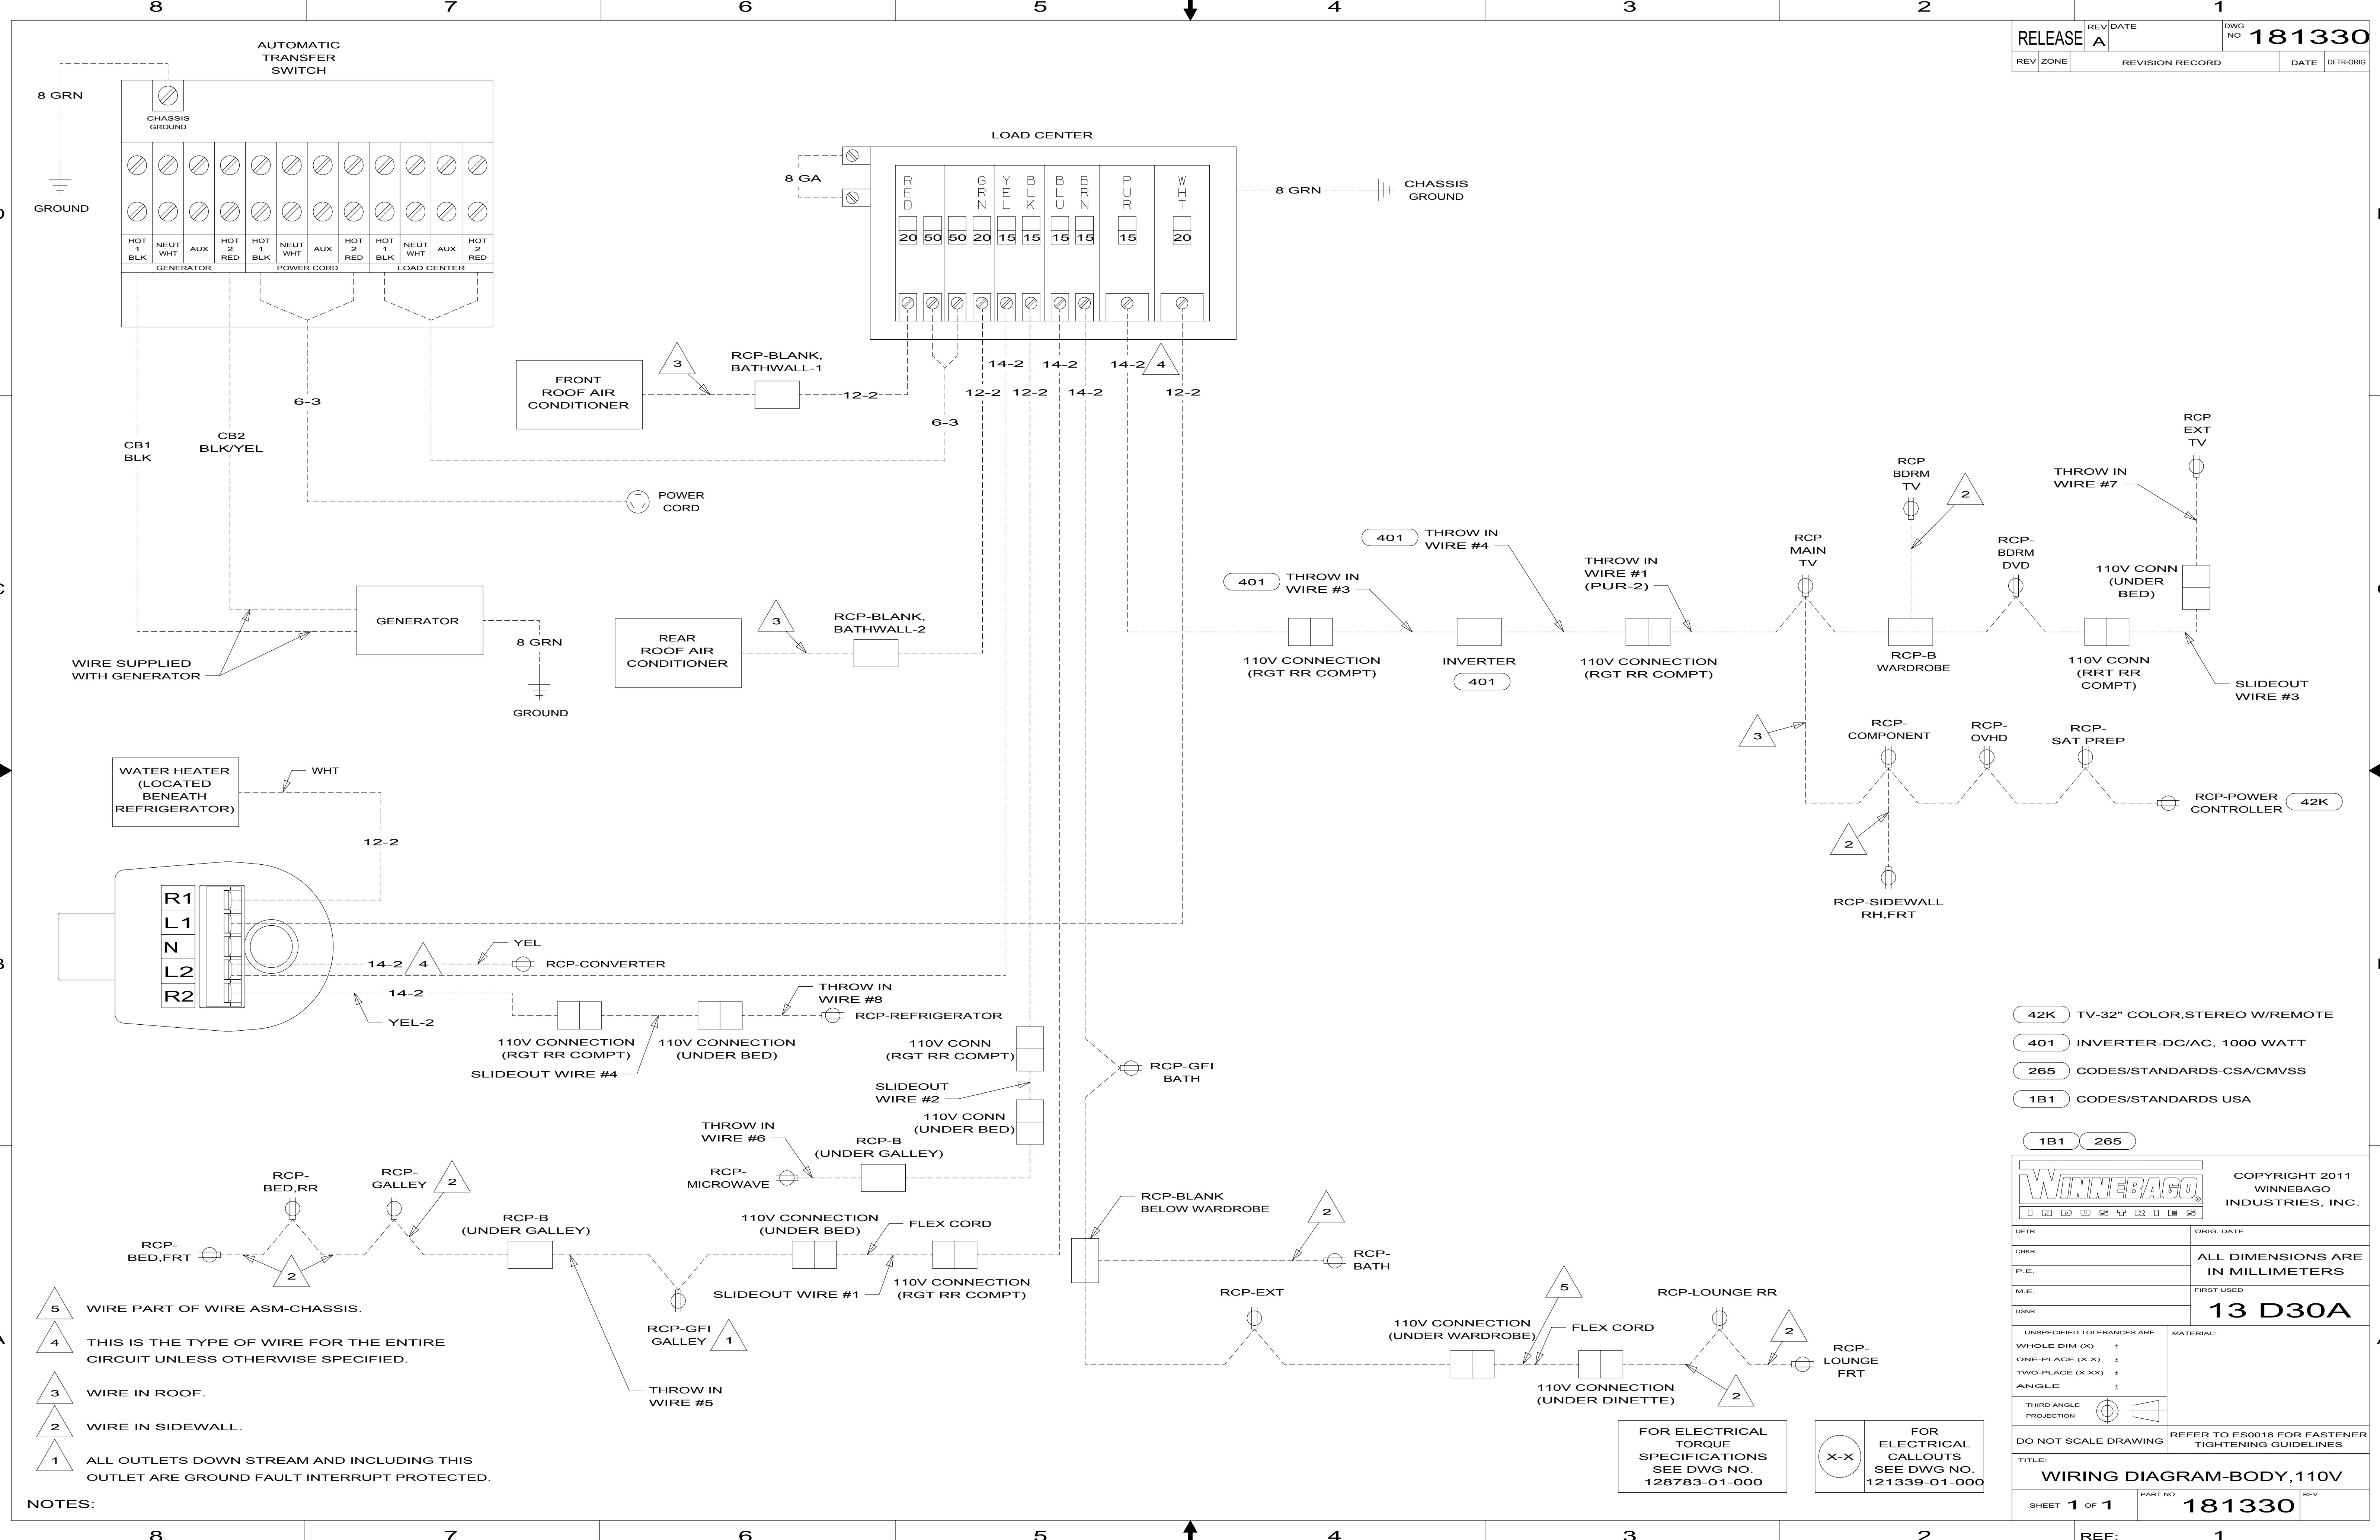 8 7 6 5 4 3 2 1
RELEASE
REV
A
DATE
DWG
NO
181330
REV ZONE REVISION RECORD DATE DFTR-ORIG
AUTOMATIC
TRANSFER
SWITCH
8 GRN
GROUND
CHASSIS
GROUND
HOT
1
BLK
NEUT
WHT
AUX
HOT
2
RED
HOT
1
BLK
NEUT
WHT
AUX
HOT
2
RED
HOT
1
BLK
NEUT
WHT
AUX
HOT
2
RED
GENERATOR POWER CORD LOAD CENTER
LOAD CENTER
8 GA
RED GRN YEL BLK BLU BRN PUR WHT
20 50 50 20 15 15 15 15 15 20
8 GRN
CHASSIS
GROUND
FRONT
ROOF AIR
CONDITIONER
3
RCP-BLANK,
BATHWALL-1
12-2
14-2 14-2 14-2 4
12-2 12-2 14-2 12-2
6-3
6-3
CB1
BLK
CB2
BLK/YEL
POWER
CORD
GENERATOR
8 GRN
GROUND
WIRE SUPPLIED
WITH GENERATOR
REAR
ROOF AIR
CONDITIONER
3
RCP-BLANK,
BATHWALL-2
401
THROW IN
WIRE #3
401
THROW IN
WIRE #4
THROW IN
WIRE #1
(PUR-2)
110V CONNECTION
(RGT RR COMPT)
INVERTER
401
110V CONNECTION
(RGT RR COMPT)
RCP
MAIN
TV
RCP
BDRM
TV
2
RCP-
BDRM
DVD
RCP
EXT
TV
THROW IN
WIRE #7
110V CONN
(UNDER
BED)
RCP-B
WARDROBE
110V CONN
(RRT RR
COMPT)
SLIDEOUT
WIRE #3
3
RCP-
COMPONENT
RCP-
OVHD
RCP-
SAT PREP
RCP-POWER
CONTROLLER
42K
2
RCP-SIDEWALL
RH,FRT
WATER HEATER
(LOCATED
BENEATH
REFRIGERATOR)
WHT
12-2
R1
L1
N
L2
R2
14-2
4
YEL
RCP-CONVERTER
14-2
YEL-2
THROW IN
WIRE #8
RCP-REFRIGERATOR
110V CONNECTION
(RGT RR COMPT)
110V CONNECTION
(UNDER BED)
SLIDEOUT WIRE #4
110V CONN
(RGT RR COMPT)
SLIDEOUT
WIRE #2
110V CONN
(UNDER BED)
THROW IN
WIRE #6
RCP-B
(UNDER GALLEY)
RCP-
MICROWAVE
RCP-GFI
BATH
RCP-
BED,RR
RCP-
GALLEY
2
RCP-B
(UNDER GALLEY)
110V CONNECTION
(UNDER BED)
FLEX CORD
RCP-
BED,FRT
2
SLIDEOUT WIRE #1
110V CONNECTION
(RGT RR COMPT)
RCP-GFI
GALLEY
1
THROW IN
WIRE #5
RCP-BLANK
BELOW WARDROBE
2
RCP-
BATH
RCP-EXT
110V CONNECTION
(UNDER WARDROBE)
5
FLEX CORD
RCP-LOUNGE RR
2
RCP-
LOUNGE
FRT
110V CONNECTION
(UNDER DINETTE)
2
5 WIRE PART OF WIRE ASM-CHASSIS.
4 THIS IS THE TYPE OF WIRE FOR THE ENTIRE
CIRCUIT UNLESS OTHERWISE SPECIFIED.
3 WIRE IN ROOF.
2 WIRE IN SIDEWALL.
1 ALL OUTLETS DOWN STREAM AND INCLUDING THIS
OUTLET ARE GROUND FAULT INTERRUPT PROTECTED.
NOTES:
FOR ELECTRICAL
TORQUE
SPECIFICATIONS
SEE DWG NO.
128783-01-000
X-X
FOR
ELECTRICAL
CALLOUTS
SEE DWG NO.
121339-01-000
42K TV-32" COLOR,STEREO W/REMOTE
401 INVERTER-DC/AC, 1000 WATT
265 CODES/STANDARDS-CSA/CMVSS
1B1 CODES/STANDARDS USA
1B1 265
WINNEBAGO
INDUSTRIES
COPYRIGHT 2011
WINNEBAGO
INDUSTRIES, INC.
DFTR
ORIG. DATE
CHKR
P.E.
M.E.
DSNR
ALL DIMENSIONS ARE
IN MILLIMETERS
FIRST USED
13 D30A
UNSPECIFIED TOLERANCES ARE:
WHOLE DIM (X) ±
ONE-PLACE (X.X) ±
TWO-PLACE (X.XX) ±
ANGLE ±
MATERIAL:
THIRD ANGLE
PROJECTION
DO NOT SCALE DRAWING
REFER TO ES0018 FOR FASTENER
TIGHTENING GUIDELINES
TITLE:
WIRING DIAGRAM-BODY,110V
SHEET 1 OF 1
PART NO
181330
REV
8 7 6 5 4 3 2 REF: 1
D
C
B
A